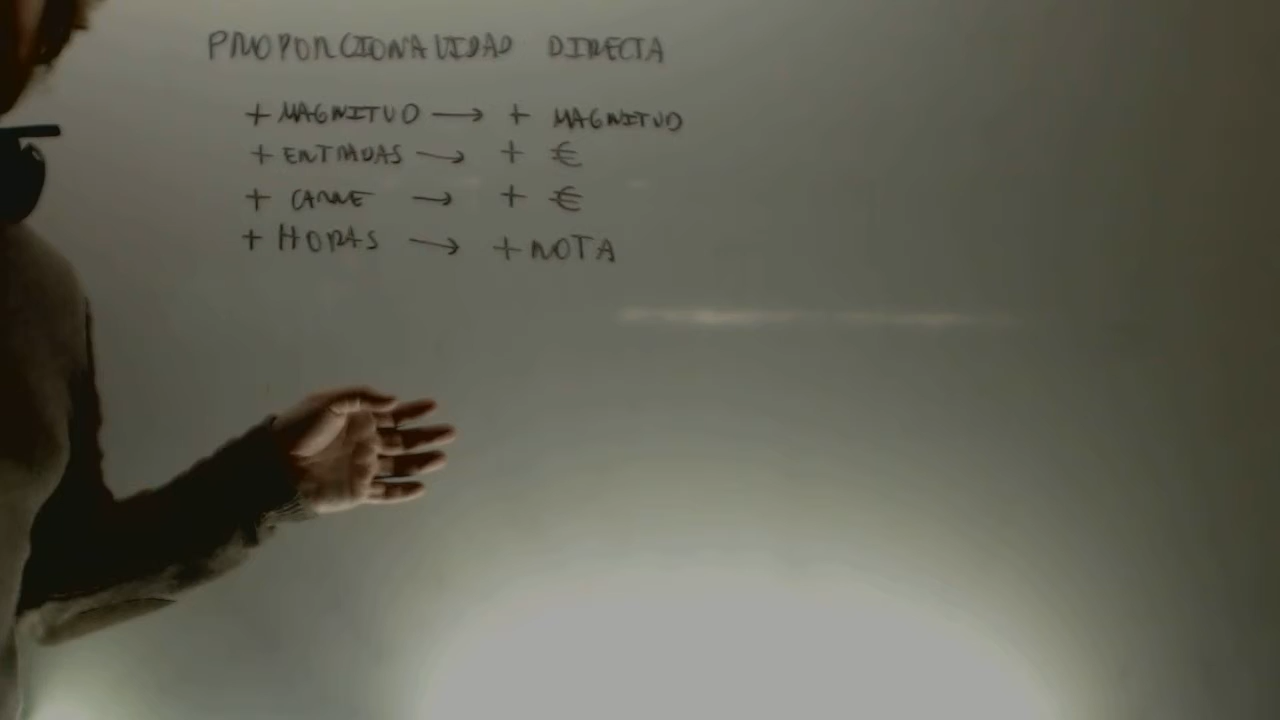 PROPORCIONALIDAD DIRECTA
+ MAGNITUD → + MAGNITUD
+ ENTRADAS → + €
+ CARNE → + €
+ HORAS → + NOTA